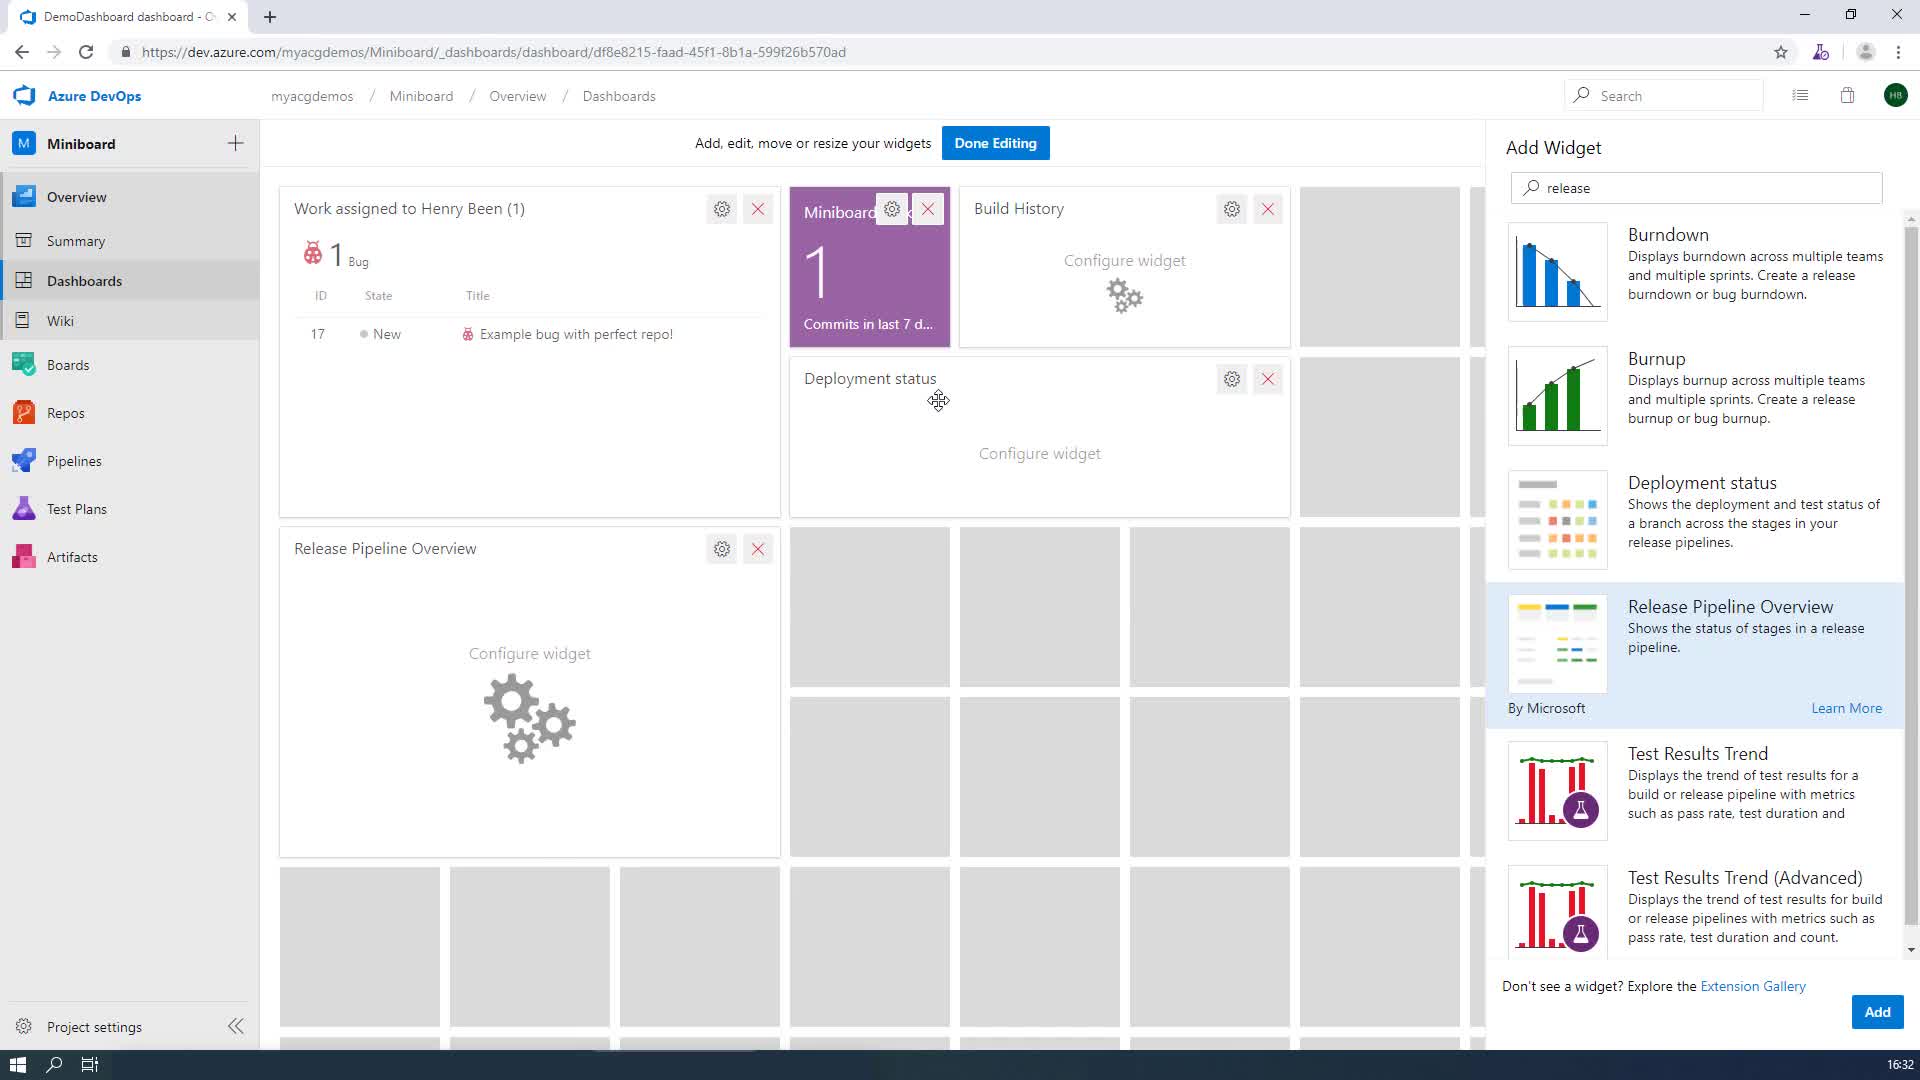 DemoDashboard dashboard - O
https://dev.azure.com/myacgdemos/Miniboard/_dashboards/dashboard/df8e8215-faad-45f1-8b1a-599f26b570ad
Azure DevOps
myacgdemos / Miniboard / Overview / Dashboards
Search
HB
M Miniboard
Overview
Summary
Dashboards
Wiki
Boards
Repos
Pipelines
Test Plans
Artifacts
Project settings
Add, edit, move or resize your widgets
Done Editing
Work assigned to Henry Been (1)
1 Bug
ID State Title
17 New Example bug with perfect repo!
Miniboard
1
Commits in last 7 d...
Build History
Configure widget
Deployment status
Configure widget
Release Pipeline Overview
Configure widget
Add Widget
release
Burndown
Displays burndown across multiple teams
and multiple sprints. Create a release
burndown or bug burndown.
Burnup
Displays burnup across multiple teams
and multiple sprints. Create a release
burnup or bug burnup.
Deployment status
Shows the deployment and test status of
a branch across the stages in your
release pipelines.
Release Pipeline Overview
Shows the status of stages in a release
pipeline.
By Microsoft
Learn More
Test Results Trend
Displays the trend of test results for a
build or release pipeline with metrics
such as pass rate, test duration and
Test Results Trend (Advanced)
Displays the trend of test results for build
or release pipelines with metrics such as
pass rate, test duration and count.
Don't see a widget? Explore the Extension Gallery
Add
16:32